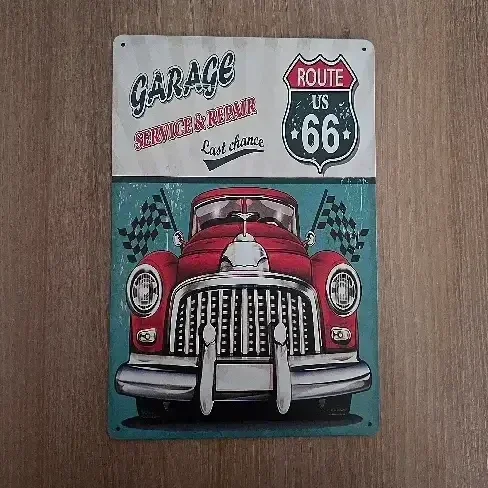 GARAGE
SERVICE & REPAIR
Last chance
ROUTE
US
66